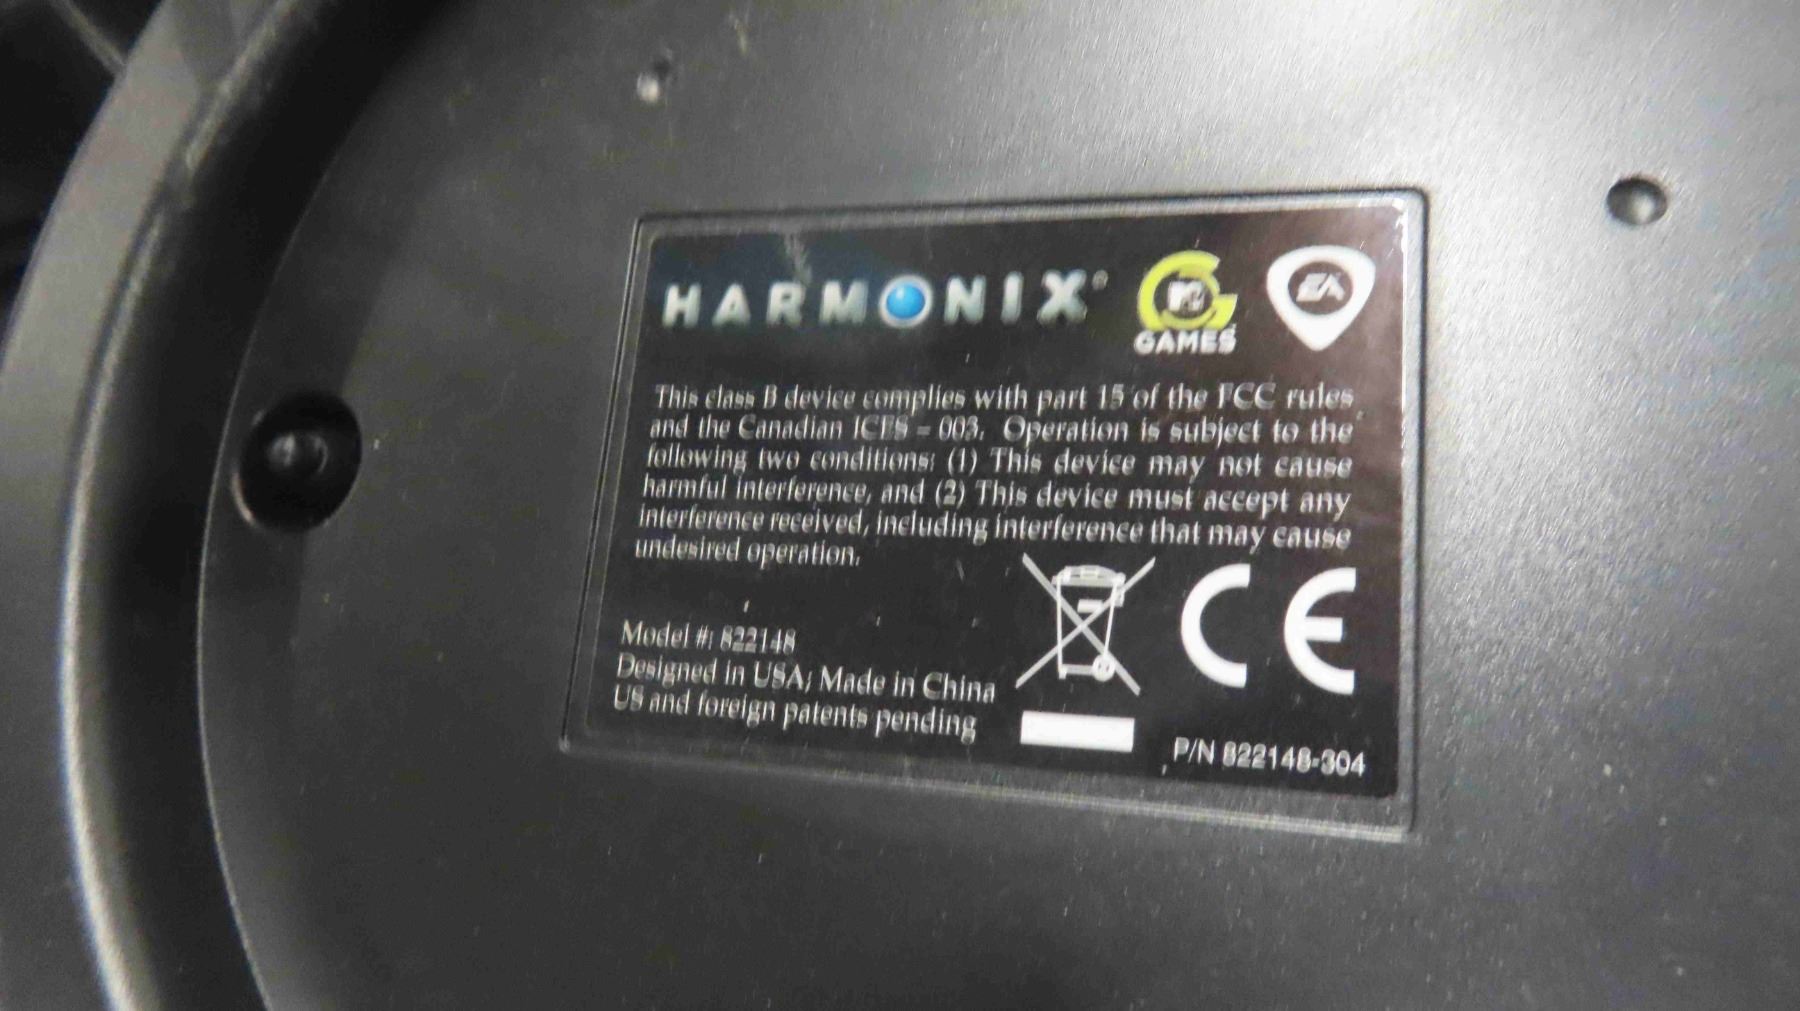 HARMONIX®
MTV
GAMES
EA
This class B device complies with part 15 of the FCC rules
and the Canadian ICES – 003. Operation is subject to the
following two conditions: (1) This device may not cause
harmful interference, and (2) This device must accept any
interference received, including interference that may cause
undesired operation.
Model #: 822148
Designed in USA; Made in China
US and foreign patents pending
CE
P/N 822148-304